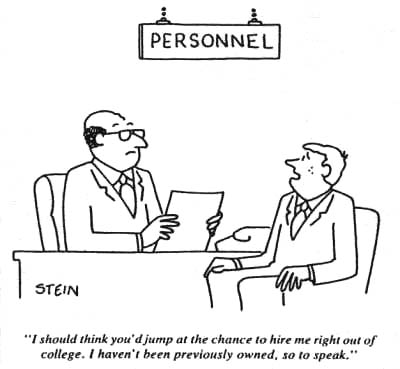 PERSONNEL
STEIN
"I should think you'd jump at the chance to hire me right out of
college. I haven't been previously owned, so to speak."